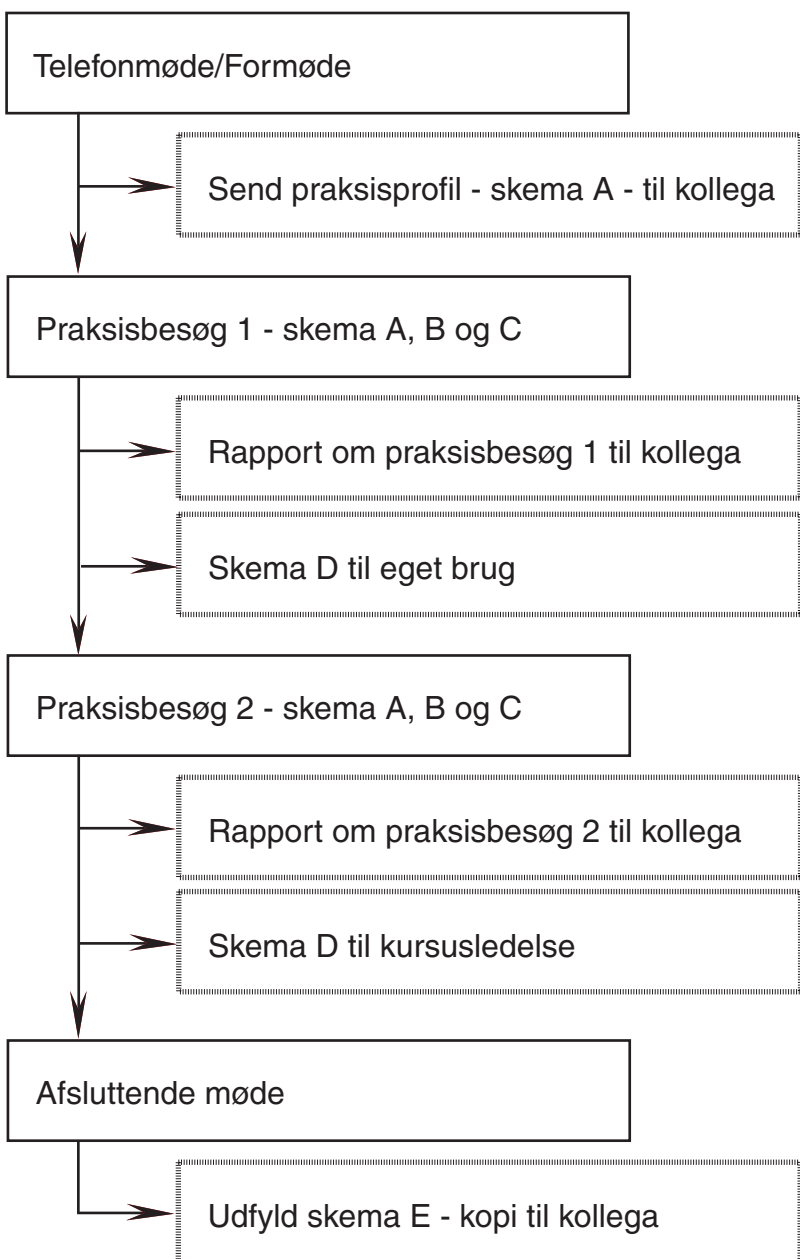 Telefonmøde/Formøde
Send praksisprofil - skema A - til kollega
Praksisbesøg 1 - skema A, B og C
Rapport om praksisbesøg 1 til kollega
Skema D til eget brug
Praksisbesøg 2 - skema A, B og C
Rapport om praksisbesøg 2 til kollega
Skema D til kursusledelse
Afsluttende møde
Udfyld skema E - kopi til kollega